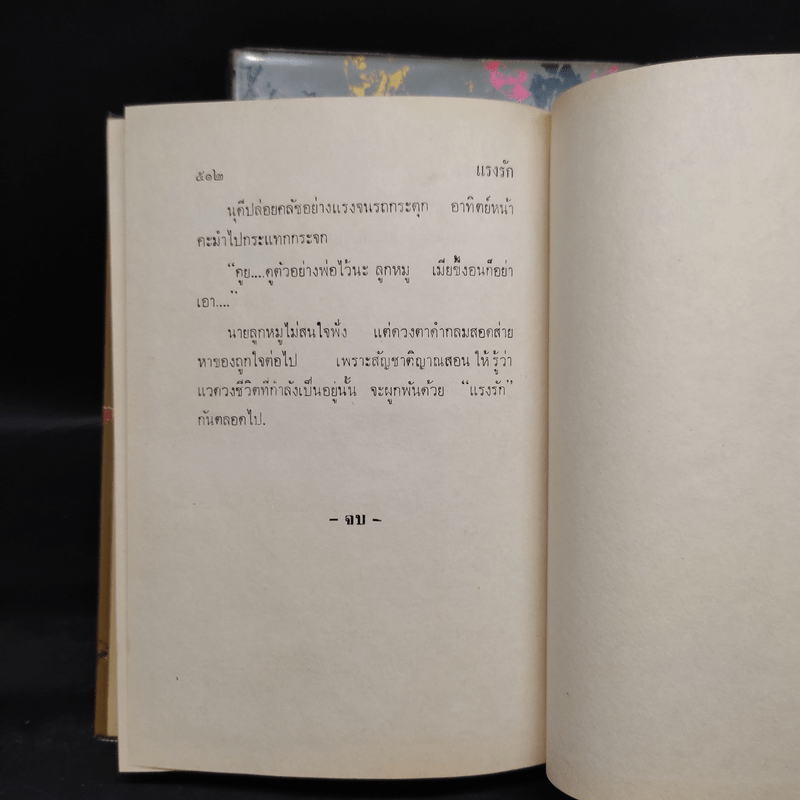 ๕๑๒
แรงรัก
นุดีปล่อยคลัชอย่างแรงจนรถกระตุก อาทิตย์หน้า
คะมำไปกระแทกกระจก
“ดูย....ดูตัวอย่างพ่อไว้นะ ลูกหมู เมียขี้งอนก็อย่า
เอา....”
นายลูกหมูไม่สนใจฟัง แต่ดวงตาดำกลมสอดส่าย
หาของถูกใจต่อไป เพราะสัญชาติญาณสอน ให้ รู้ว่า
แวดวงชีวิตที่กำลังเป็นอยู่นั้น จะผูกพันด้วย “แรงรัก”
กันตลอดไป.
– จบ –